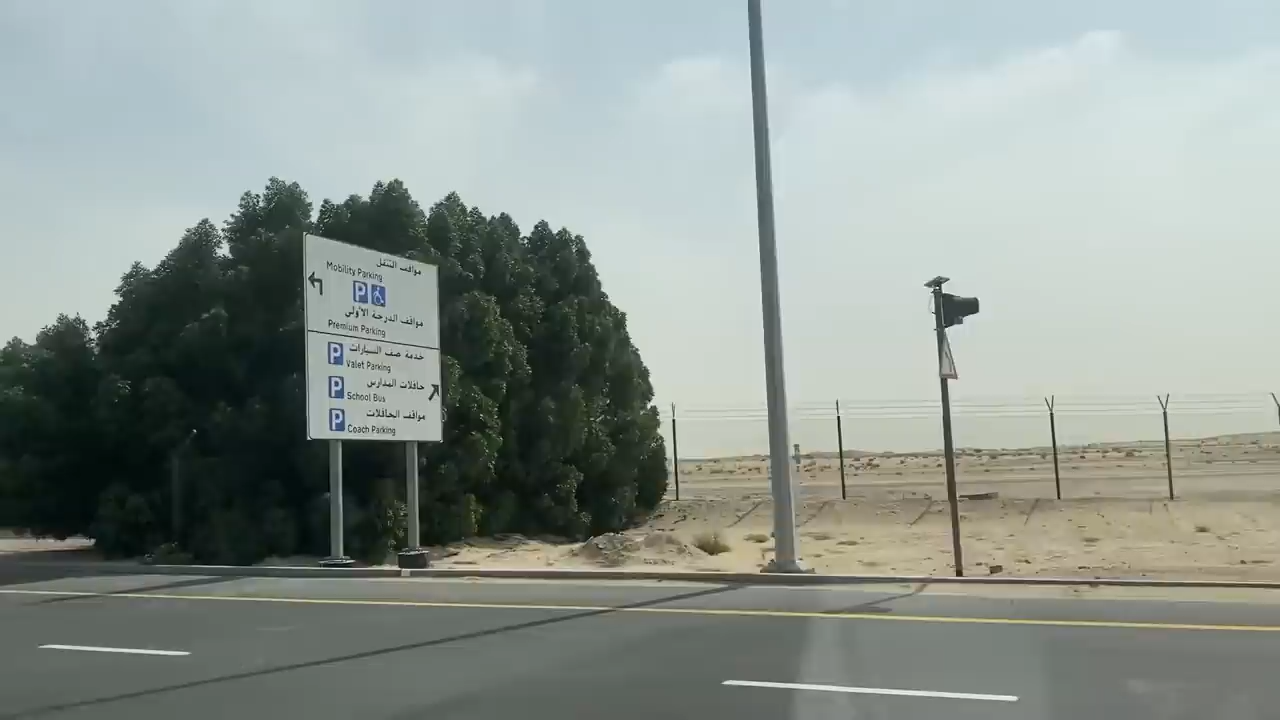 مواقف التنقل
Mobility Parking
P
مواقف الدرجة الأولى
Premium Parking
خدمة صف السيارات
P
Valet Parking
حافلات المدارس
P
School Bus
مواقف الحافلات
P
Coach Parking